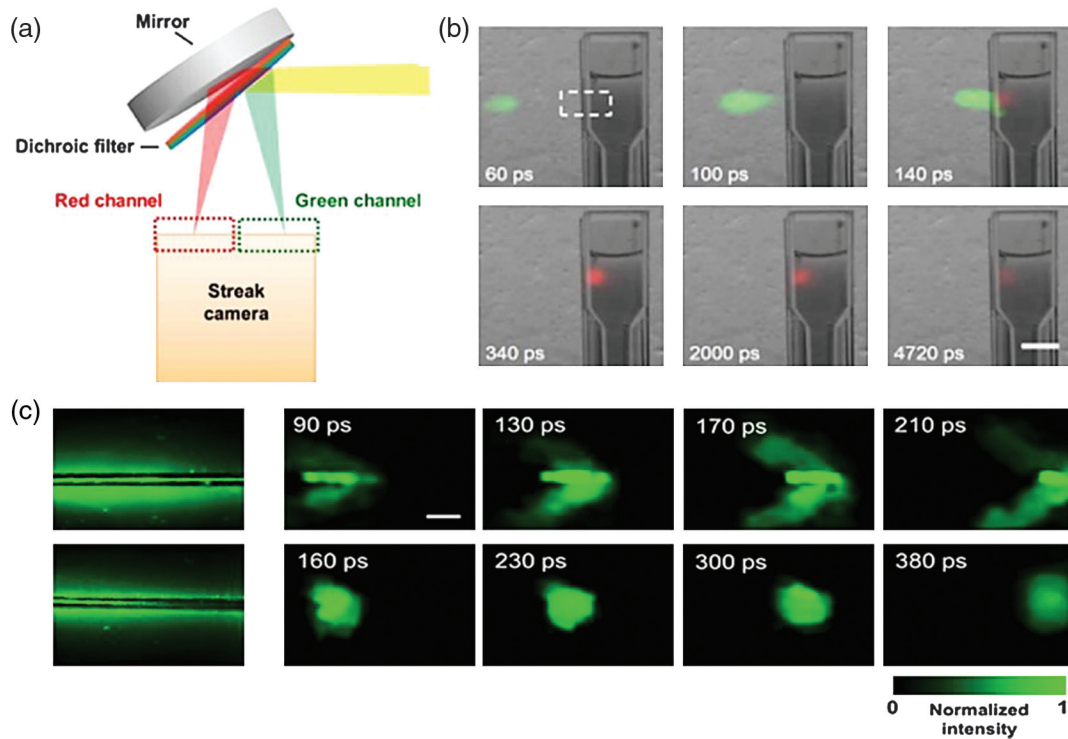 (a)
Mirror
Dichroic filter
Red channel
Green channel
Streak
camera
(b)
60 ps
100 ps
140 ps
340 ps
2000 ps
4720 ps
(c)
90 ps
130 ps
170 ps
210 ps
160 ps
230 ps
300 ps
380 ps
0
Normalized
intensity
1